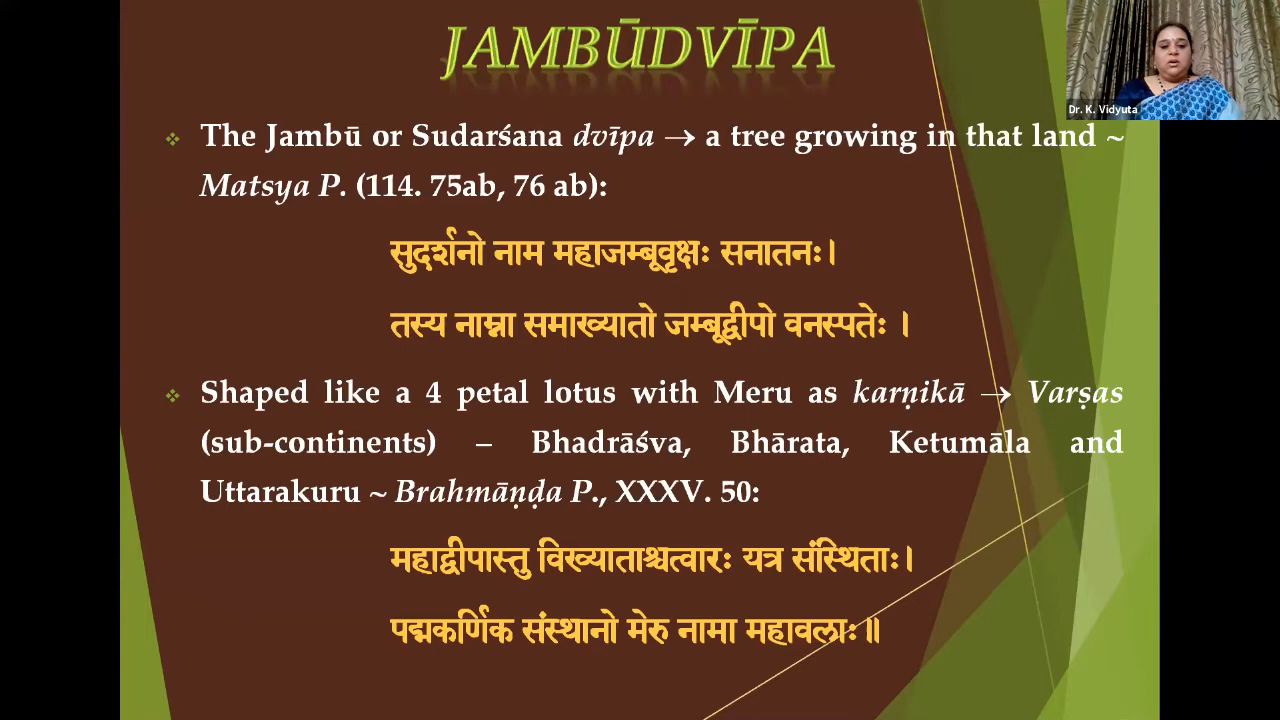 JAMBŪDVĪPA
Dr. K. Vidyuta
❖ The Jambū or Sudarśana dvīpa → a tree growing in that land ~
Matsya P. (114. 75ab, 76 ab):
सुदर्शनो नाम महाजम्बूवृक्षः सनातनः।
तस्य नाम्ना समाख्यातो जम्बूद्वीपो वनस्पतेः ।
❖ Shaped like a 4 petal lotus with Meru as karṇikā → Varṣas
(sub-continents) – Bhadrāśva, Bhārata, Ketumāla and
Uttarakuru ~ Brahmāṇḍa P., XXXV. 50:
महाद्वीपास्तु विख्याताश्चत्वारः यत्र संस्थिताः।
पद्मकर्णिक संस्थानो मेरु नामा महावलाः॥